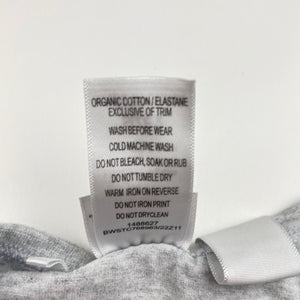 ORGANIC COTTON / ELASTANE
EXCLUSIVE OF TRIM
WASH BEFORE WEAR
COLD MACHINE WASH
DO NOT BLEACH, SOAK OR RUB
DO NOT TUMBLE DRY
WARM IRON ON REVERSE
DO NOT IRON PRINT
DO NOT DRYCLEAN
1468627